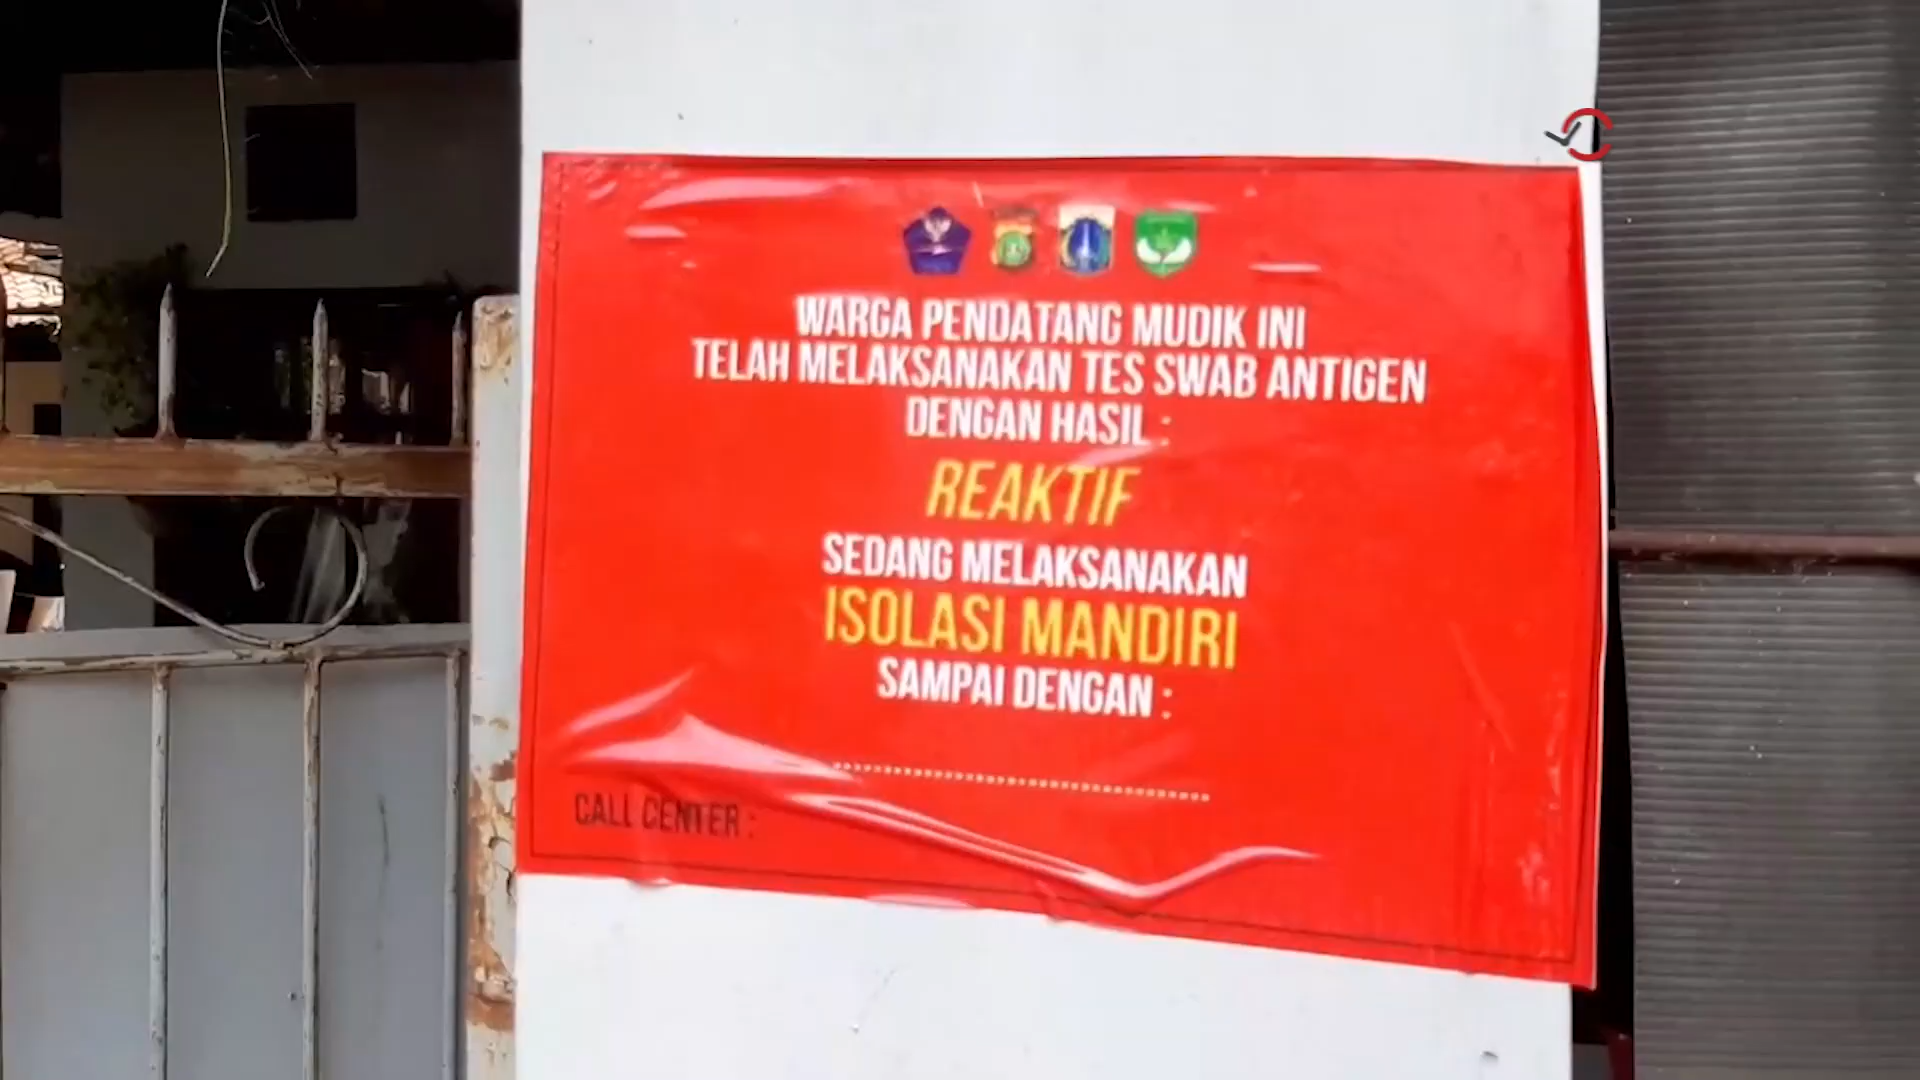 WARGA PENDATANG MUDIK INI
TELAH MELAKSANAKAN TES SWAB ANTIGEN
DENGAN HASIL :
REAKTIF
SEDANG MELAKSANAKAN
ISOLASI MANDIRI
SAMPAI DENGAN :
CALL CENTER :